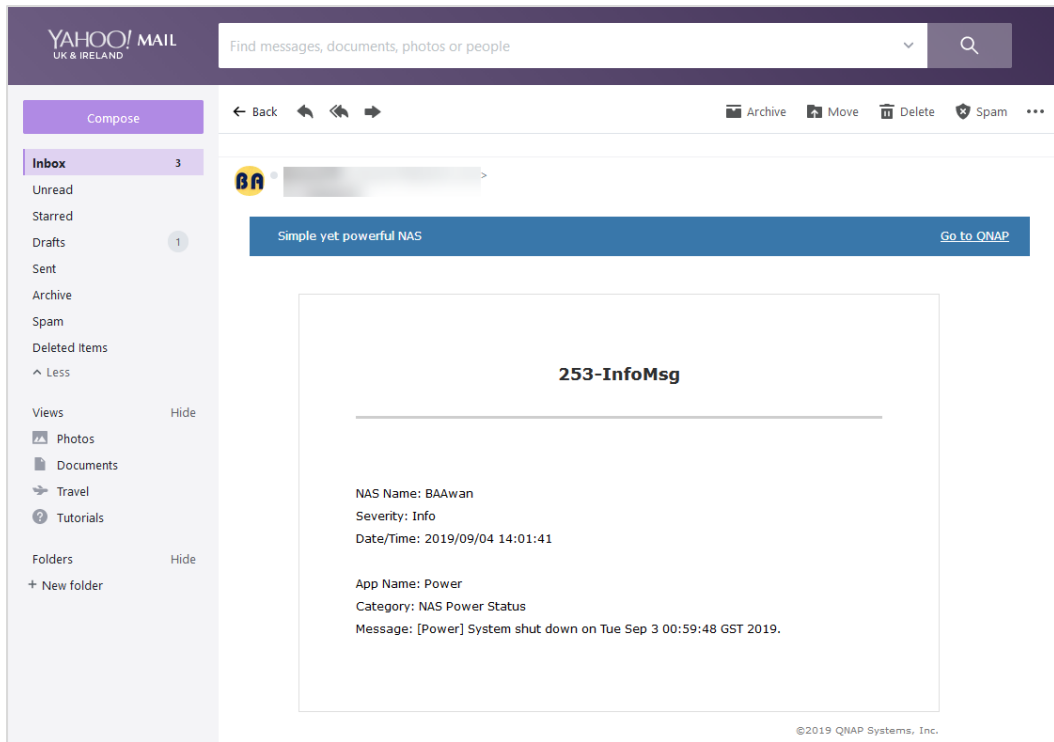 YAHOO! MAIL
UK & IRELAND
Find messages, documents, photos or people
Compose
Back
Archive Move Delete Spam
Inbox 3
Unread
Starred
Drafts 1
Sent
Archive
Spam
Deleted Items
Less
Views Hide
Photos
Documents
Travel
Tutorials
Folders Hide
+ New folder
BA
>
Simple yet powerful NAS Go to QNAP
253-InfoMsg
NAS Name: BAAwan
Severity: Info
Date/Time: 2019/09/04 14:01:41
App Name: Power
Category: NAS Power Status
Message: [Power] System shut down on Tue Sep 3 00:59:48 GST 2019.
©2019 QNAP Systems, Inc.